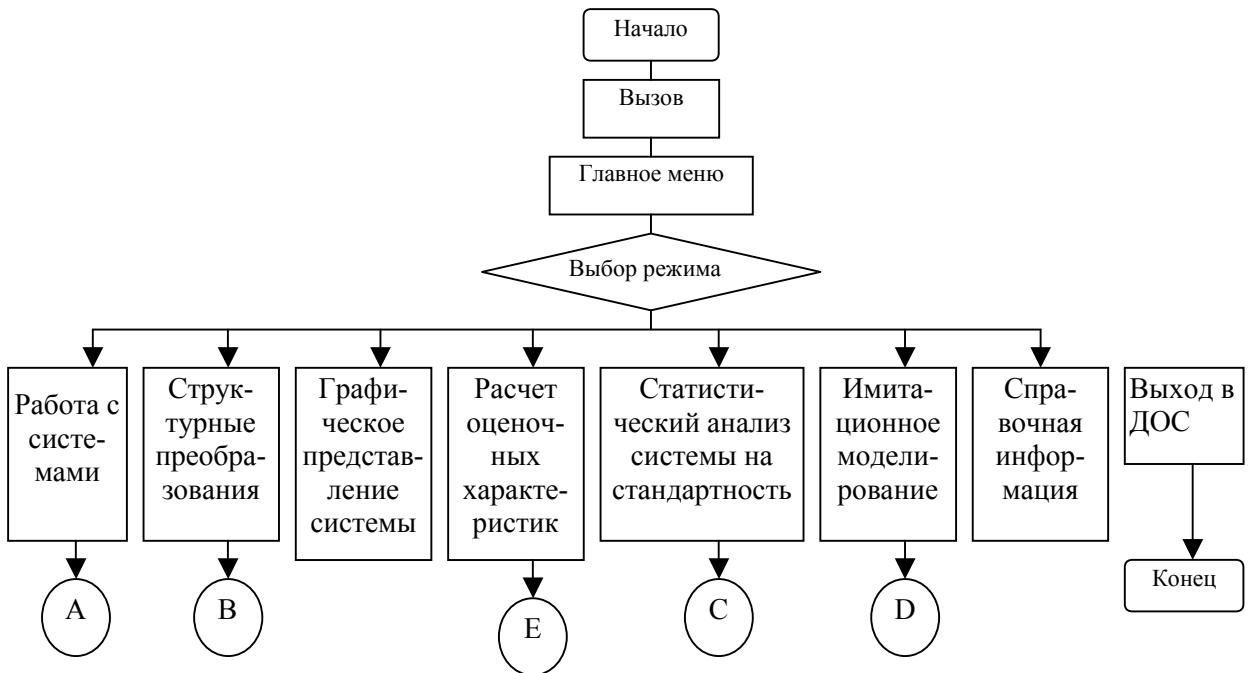 Начало
Вызов
Главное меню
Выбор режима
Работа с
систе-
мами
Струк-
турные
преобра-
зования
Графи-
ческое
представ-
ление
системы
Расчет
оценоч-
ных
характе-
ристик
Статисти-
ческий анализ
системы на
стандартность
Имита-
ционное
модели-
рование
Спра-
вочная
инфор-
мация
Выход в
ДОС
A
B
E
C
D
Конец